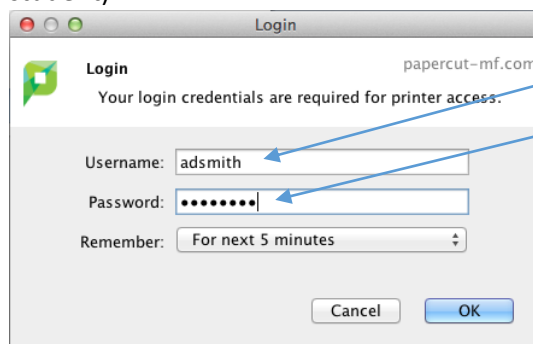 Login
papercut-mf.com
Login
Your login credentials are required for printer access.
Username: adsmith
Password: ••••••••
Remember: For next 5 minutes
Cancel OK